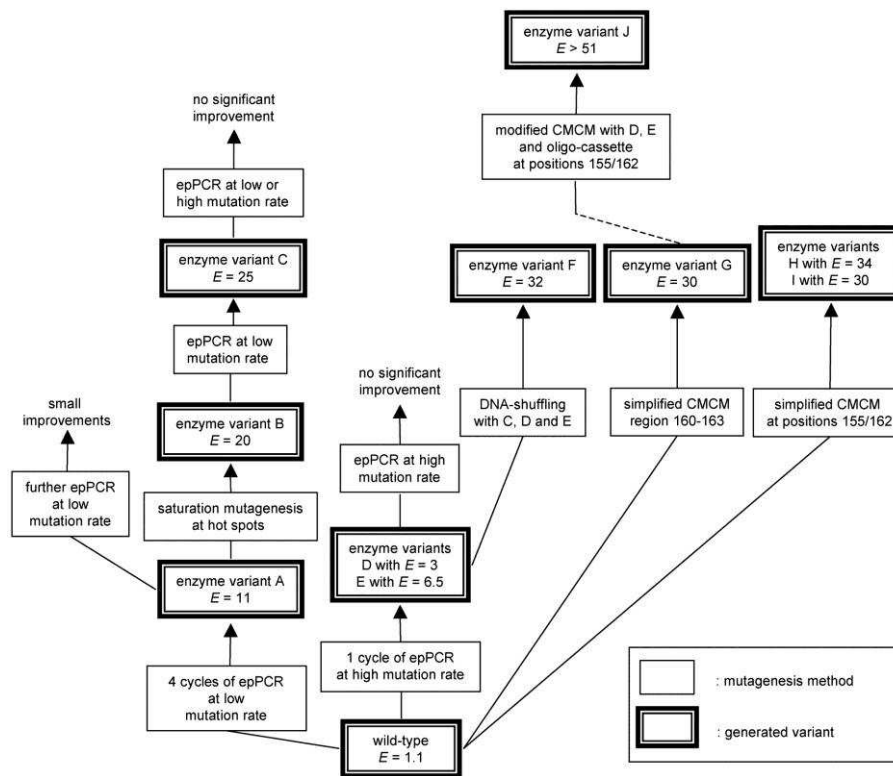 enzyme variant J
E > 51
no significant
improvement
modified CMCM with D, E
and oligo-cassette
at positions 155/162
epPCR at low or
high mutation rate
enzyme variant C
E = 25
enzyme variant F
E = 32
enzyme variant G
E = 30
enzyme variants
H with E = 34
I with E = 30
epPCR at low
mutation rate
no significant
improvement
small
improvements
enzyme variant B
E = 20
DNA-shuffling
with C, D and E
simplified CMCM
region 160-163
simplified CMCM
at positions 155/162
epPCR at high
mutation rate
further epPCR
at low
mutation rate
saturation mutagenesis
at hot spots
enzyme variants
D with E = 3
E with E = 6.5
enzyme variant A
E = 11
1 cycle of epPCR
at high mutation rate
4 cycles of epPCR
at low
mutation rate
wild-type
E = 1.1
: mutagenesis method
: generated variant